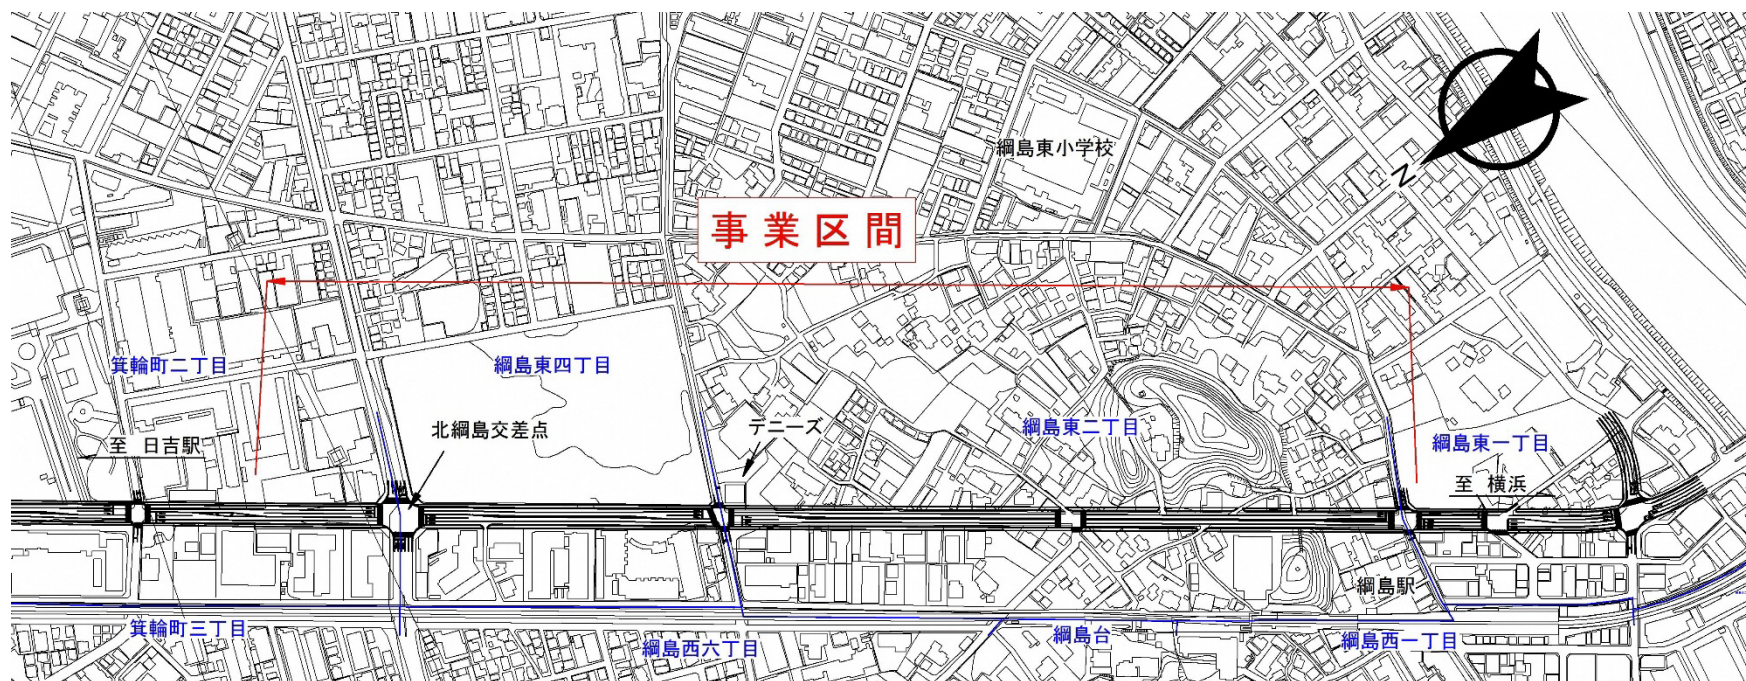 綱島東小学校
N
事業区間
箕輪町二丁目
綱島東四丁目
北綱島交差点
デニーズ
綱島東二丁目
綱島東一丁目
至 日吉駅
至 横浜
綱島駅
箕輪町三丁目
綱島西六丁目
綱島台
綱島西一丁目